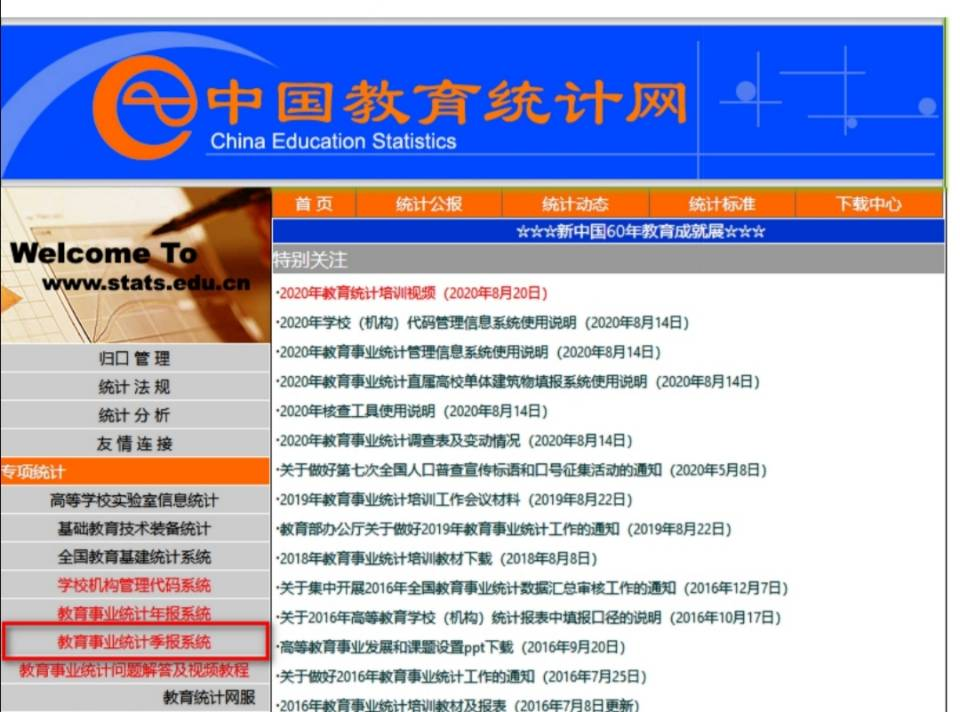 中国教育统计网
China Education Statistics
首 页 统计公报 统计动态 统计标准 下载中心
☆☆☆新中国60年教育成就展☆☆☆
Welcome To
www.stats.edu.cn
归口 管 理
统计 法 规
统计 分 析
友 情 连 接
专项统计
高等学校实验室信息统计
基础教育技术装备统计
全国教育基建统计系统
学校机构管理代码系统
教育事业统计年报系统
教育事业统计季报系统
教育事业统计问题解答及视频教程
教育统计网服
特别关注
·2020年教育统计培训视频（2020年8月20日）
·2020年学校（机构）代码管理信息系统使用说明（2020年8月14日）
·2020年教育事业统计管理信息系统使用说明（2020年8月14日）
·2020年教育事业统计直属高校单体建筑物填报系统使用说明（2020年8月14日）
·2020年核查工具使用说明（2020年8月14日）
·2020年教育事业统计调查表及变动情况（2020年8月14日）
·关于做好第七次全国人口普查宣传标语和口号征集活动的通知（2020年5月8日）
·2019年教育事业统计培训工作会议材料（2019年8月22日）
·教育部办公厅关于做好2019年教育事业统计工作的通知（2019年8月22日）
·2018年教育事业统计培训教材下载（2018年8月8日）
·关于集中开展2016年全国教育事业统计数据汇总审核工作的通知（2016年12月7日）
·关于2016年高等教育学校（机构）统计报表中填报口径的说明（2016年10月17日）
·高等教育事业发展和课题设置ppt下载（2016年9月20日）
·关于做好2016年教育事业统计工作的通知（2016年7月25日）
·2016年教育事业统计培训教材及报表（2016年7月8日更新）